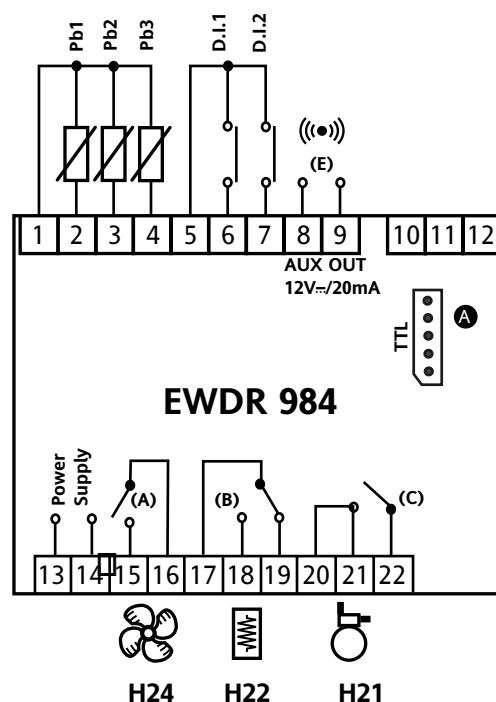 Pb1 Pb2 Pb3 D.I.1 D.I.2
(E)
1 2 3 4 5 6 7 8 9 10 11 12
AUX OUT
12V⎓/20mA
TTL
A
EWDR 984
Power
Supply
(A) (B) (C)
13 14 15 16 17 18 19 20 21 22
H24 H22 H21